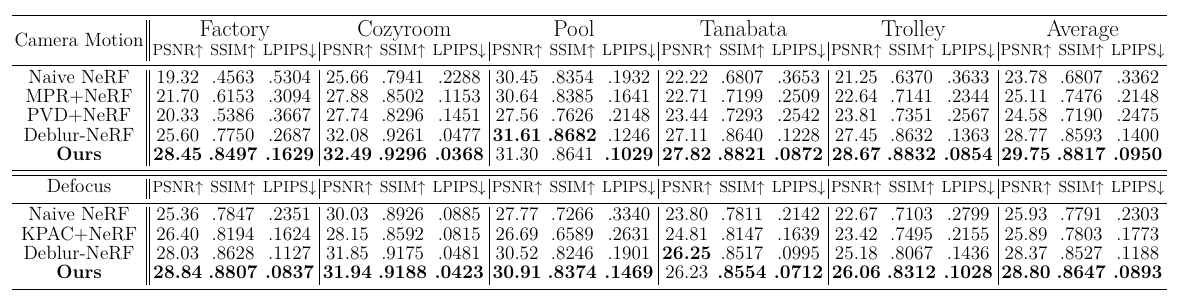 Camera Motion Factory Cozyroom Pool Tanabata Trolley Average
PSNR↑ SSIM↑ LPIPS↓ PSNR↑ SSIM↑ LPIPS↓ PSNR↑ SSIM↑ LPIPS↓ PSNR↑ SSIM↑ LPIPS↓ PSNR↑ SSIM↑ LPIPS↓ PSNR↑ SSIM↑ LPIPS↓
Naive NeRF 19.32 .4563 .5304 25.66 .7941 .2288 30.45 .8354 .1932 22.22 .6807 .3653 21.25 .6370 .3633 23.78 .6807 .3362
MPR+NeRF 21.70 .6153 .3094 27.88 .8502 .1153 30.64 .8385 .1641 22.71 .7199 .2509 22.64 .7141 .2344 25.11 .7476 .2148
PVD+NeRF 20.33 .5386 .3667 27.74 .8296 .1451 27.56 .7626 .2148 23.44 .7293 .2542 23.81 .7351 .2567 24.58 .7190 .2475
Deblur-NeRF 25.60 .7750 .2687 32.08 .9261 .0477 31.61 .8682 .1246 27.11 .8640 .1228 27.45 .8632 .1363 28.77 .8593 .1400
Ours 28.45 .8497 .1629 32.49 .9296 .0368 31.30 .8641 .1029 27.82 .8821 .0872 28.67 .8832 .0854 29.75 .8817 .0950
Defocus PSNR↑ SSIM↑ LPIPS↓ PSNR↑ SSIM↑ LPIPS↓ PSNR↑ SSIM↑ LPIPS↓ PSNR↑ SSIM↑ LPIPS↓ PSNR↑ SSIM↑ LPIPS↓ PSNR↑ SSIM↑ LPIPS↓
Naive NeRF 25.36 .7847 .2351 30.03 .8926 .0885 27.77 .7266 .3340 23.80 .7811 .2142 22.67 .7103 .2799 25.93 .7791 .2303
KPAC+NeRF 26.40 .8194 .1624 28.15 .8592 .0815 26.69 .6589 .2631 24.81 .8147 .1639 23.42 .7495 .2155 25.89 .7803 .1773
Deblur-NeRF 28.03 .8628 .1127 31.85 .9175 .0481 30.52 .8246 .1901 26.25 .8517 .0995 25.18 .8067 .1436 28.37 .8527 .1188
Ours 28.84 .8807 .0837 31.94 .9188 .0423 30.91 .8374 .1469 26.23 .8554 .0712 26.06 .8312 .1028 28.80 .8647 .0893